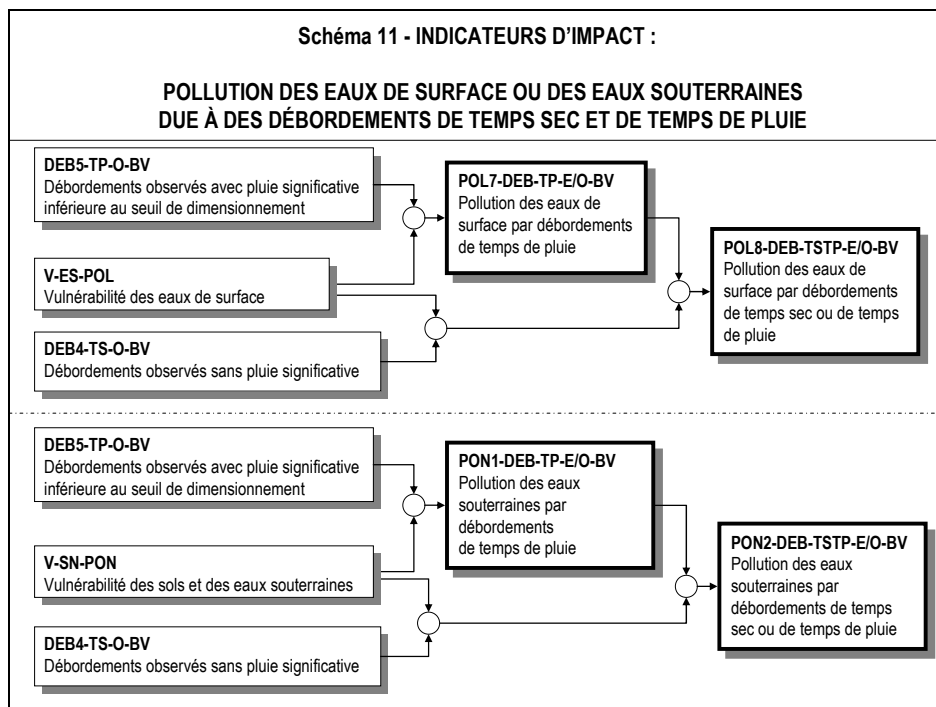 Schéma 11 - INDICATEURS D'IMPACT :
POLLUTION DES EAUX DE SURFACE OU DES EAUX SOUTERRAINES
DUE À DES DÉBORDEMENTS DE TEMPS SEC ET DE TEMPS DE PLUIE
DEB5-TP-O-BV
Débordements observés avec pluie significative
inférieure au seuil de dimensionnement
V-ES-POL
Vulnérabilité des eaux de surface
DEB4-TS-O-BV
Débordements observés sans pluie significative
POL7-DEB-TP-E/O-BV
Pollution des eaux de
surface par débordements
de temps de pluie
POL8-DEB-TSTP-E/O-BV
Pollution des eaux de
surface par débordements
de temps sec ou de temps
de pluie
DEB5-TP-O-BV
Débordements observés avec pluie significative
inférieure au seuil de dimensionnement
V-SN-PON
Vulnérabilité des sols et des eaux souterraines
DEB4-TS-O-BV
Débordements observés sans pluie significative
PON1-DEB-TP-E/O-BV
Pollution des eaux
souterraines par
débordements
de temps de pluie
PON2-DEB-TSTP-E/O-BV
Pollution des eaux
souterraines par
débordements de temps
sec ou de temps de pluie